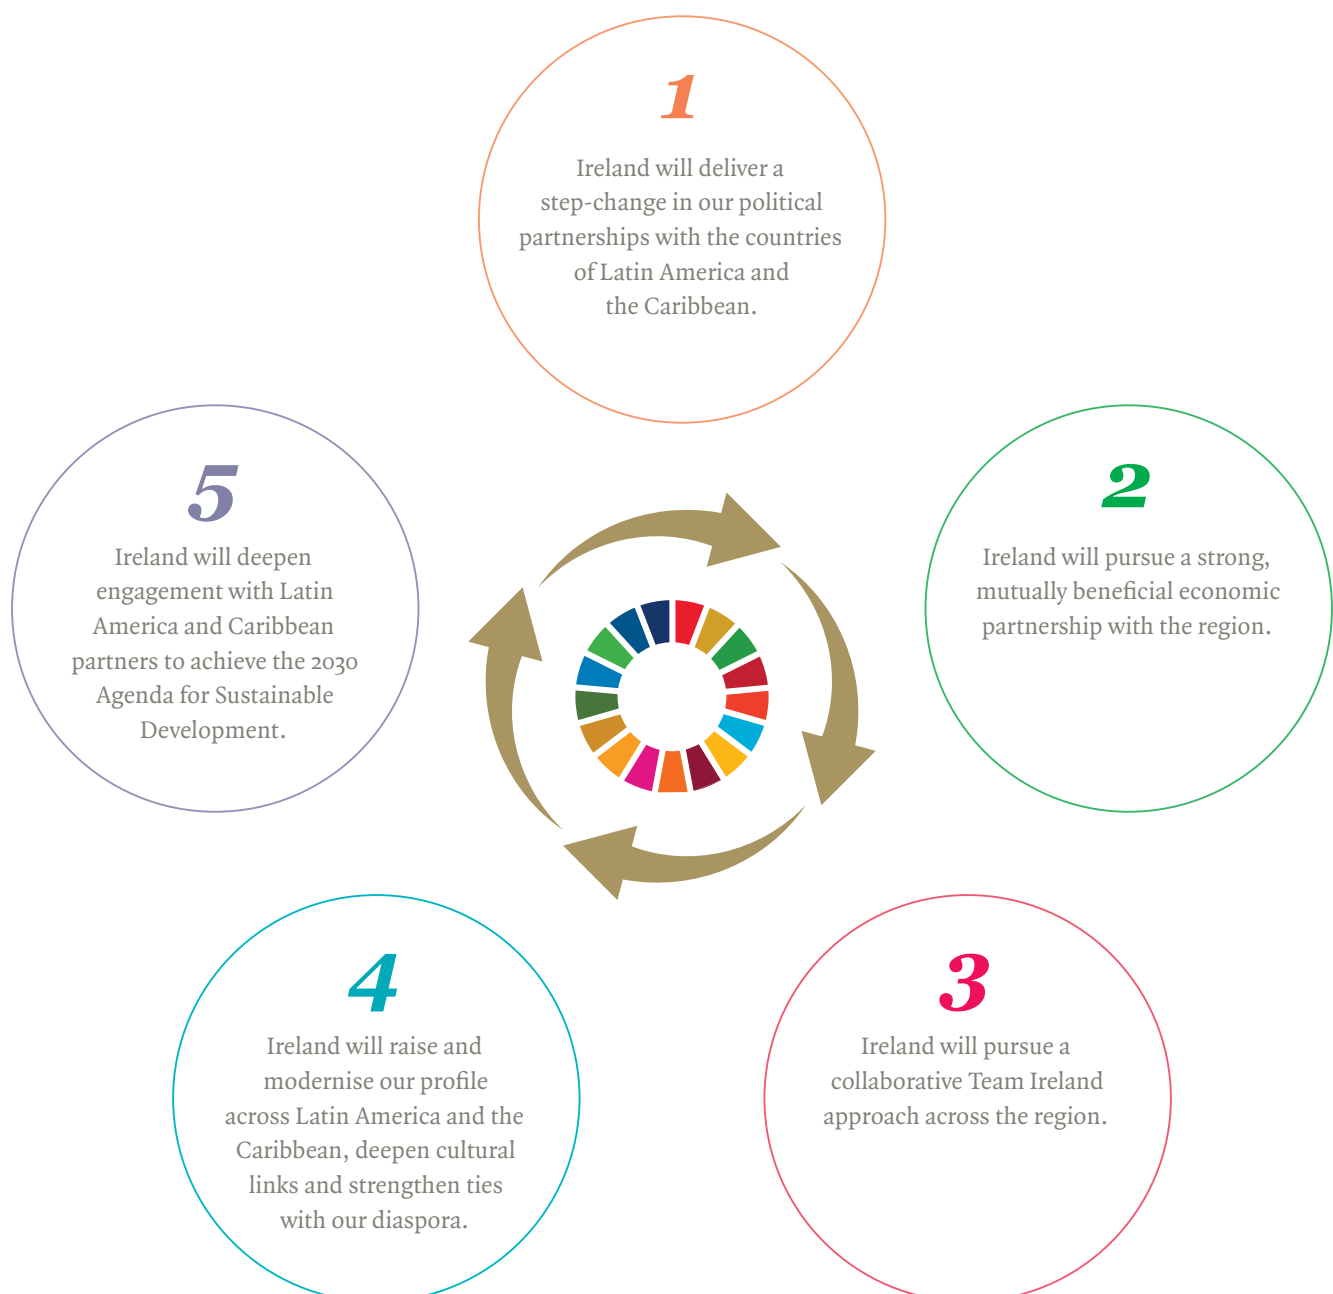 1
Ireland will deliver a
step-change in our political
partnerships with the countries
of Latin America and
the Caribbean.
2
Ireland will pursue a strong,
mutually beneficial economic
partnership with the region.
3
Ireland will pursue a
collaborative Team Ireland
approach across the region.
4
Ireland will raise and
modernise our profile
across Latin America and the
Caribbean, deepen cultural
links and strengthen ties
with our diaspora.
5
Ireland will deepen
engagement with Latin
America and Caribbean
partners to achieve the 2030
Agenda for Sustainable
Development.